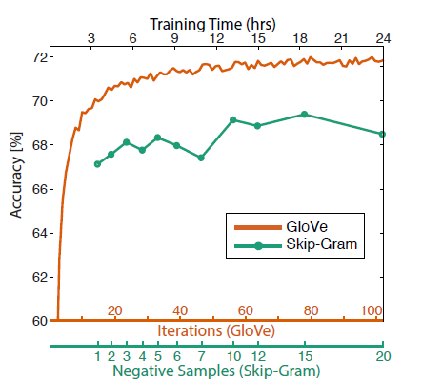 Training Time (hrs)
3 6 9 12 15 18 21 24
72
70
68
66
64
62
60
Accuracy [%]
GloVe
Skip-Gram
20 40 60 80 100
Iterations (GloVe)
1 2 3 4 5 6 7 10 12 15 20
Negative Samples (Skip-Gram)